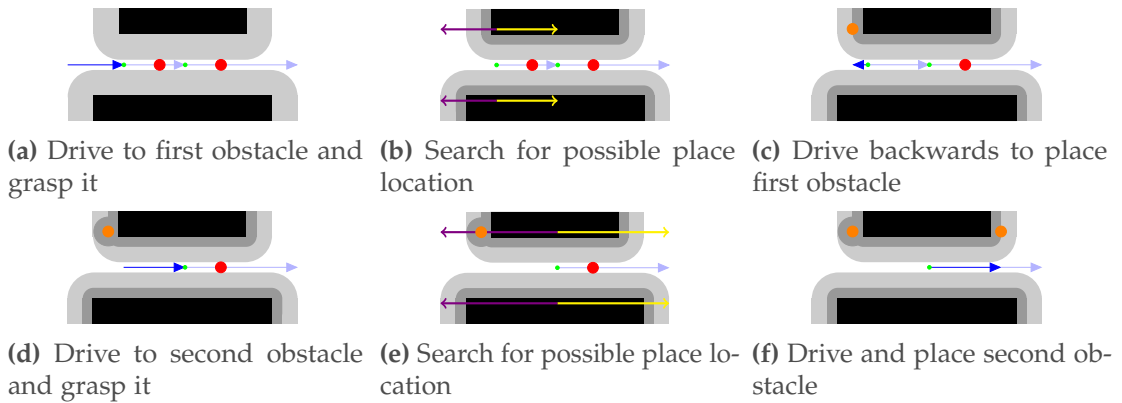 (a) Drive to first obstacle and
grasp it
(b) Search for possible place
location
(c) Drive backwards to place
first obstacle
(d) Drive to second obstacle
and grasp it
(e) Search for possible place lo-
cation
(f) Drive and place second ob-
stacle